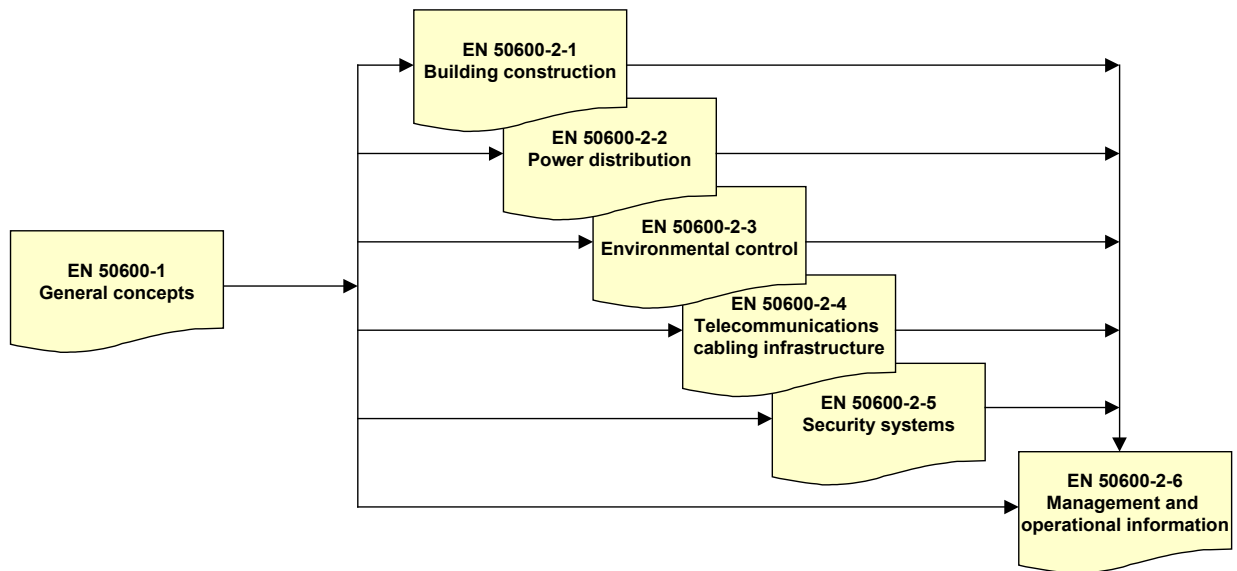 EN 50600-2-1
Building construction
EN 50600-2-2
Power distribution
EN 50600-2-3
Environmental control
EN 50600-1
General concepts
EN 50600-2-4
Telecommunications
cabling infrastructure
EN 50600-2-5
Security systems
EN 50600-2-6
Management and
operational information